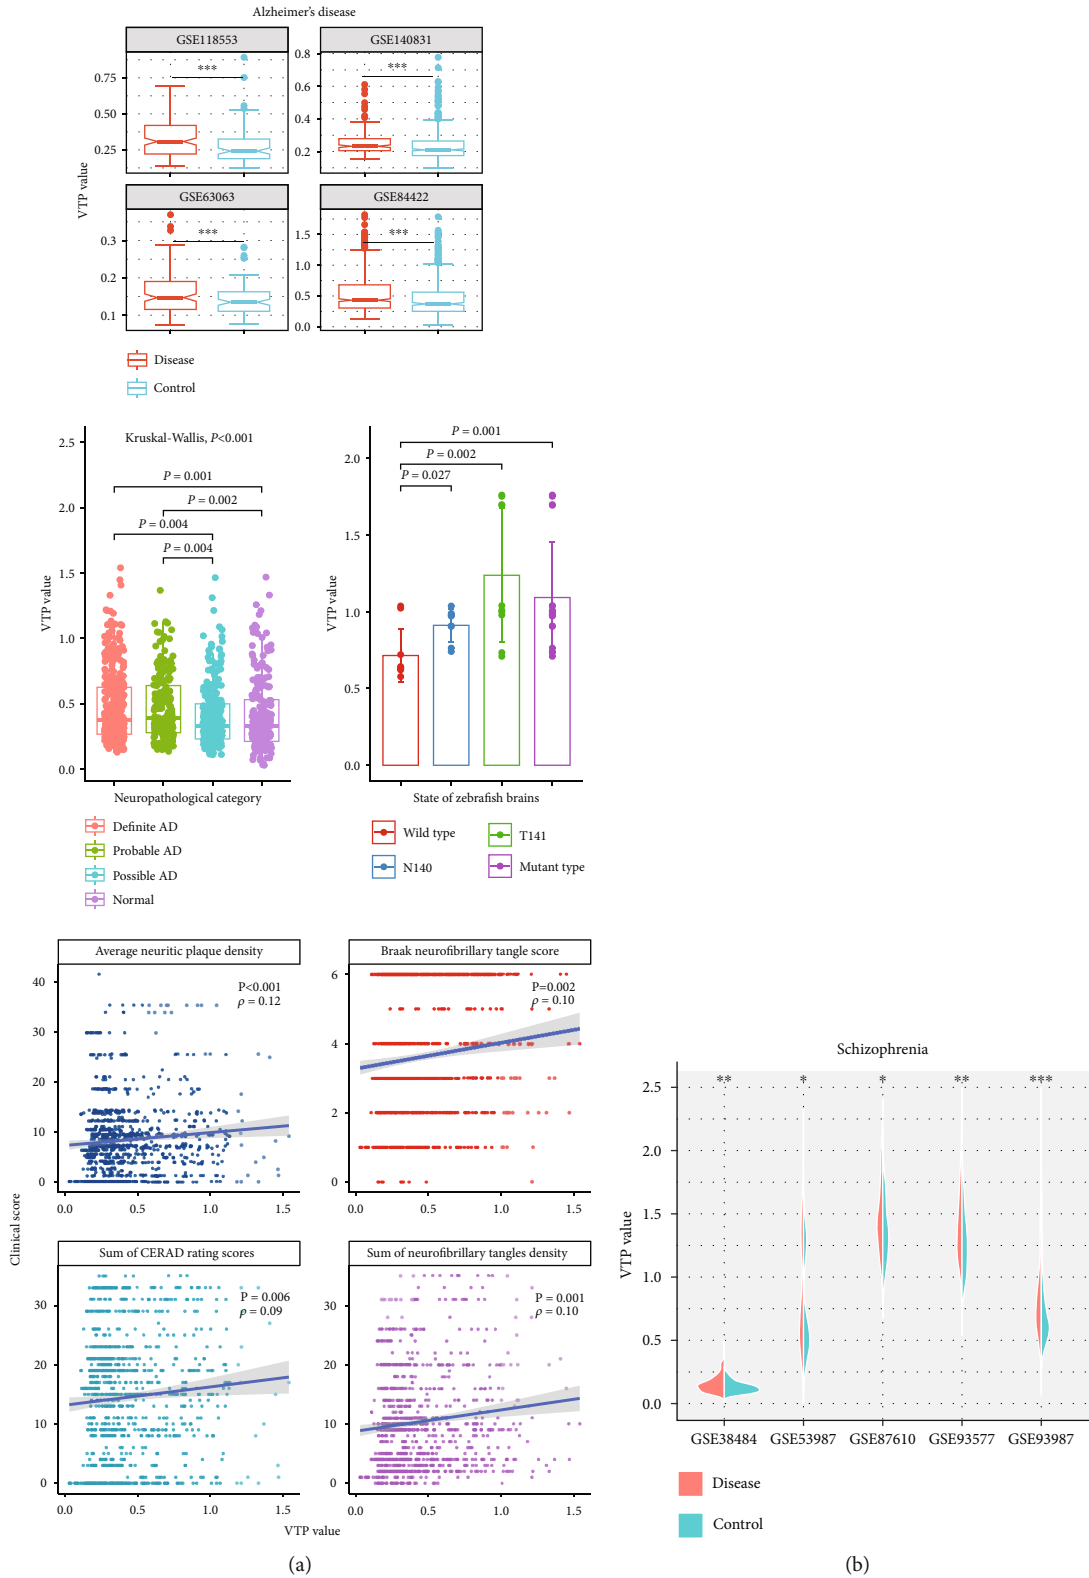 Alzheimer's disease
GSE118553
GSE140831
0.75
0.50
0.25
***
0.8
0.6
0.4
0.2
***
VTP value
GSE63063
GSE84422
0.3
0.2
0.1
***
1.5
1.0
0.5
0.0
***
Disease
Control
Kruskal-Wallis, P<0.001
P = 0.001
P = 0.002
P = 0.004
P = 0.004
2.5
2.0
1.5
1.0
0.5
0.0
VTP value
Neuropathological category
Definite AD
Probable AD
Possible AD
Normal
P = 0.001
P = 0.002
P = 0.027
2.0
1.5
1.0
0.5
0.0
VTP value
State of zebrafish brains
Wild type
T141
N140
Mutant type
Average neuritic plaque density
P<0.001
ρ = 0.12
40
30
20
10
0
0.0 0.5 1.0 1.5
Braak neurofibrillary tangle score
P=0.002
ρ = 0.10
6
4
2
0
0.0 0.5 1.0 1.5
Clinical score
Sum of CERAD rating scores
P = 0.006
ρ = 0.09
30
20
10
0
0.0 0.5 1.0 1.5
Sum of neurofibrillary tangles density
P = 0.001
ρ = 0.10
30
20
10
0
0.0 0.5 1.0 1.5
VTP value
(a)
Schizophrenia
** * * ** ***
2.5
2.0
1.5
1.0
0.5
0.0
VTP value
GSE38484 GSE53987 GSE87610 GSE93577 GSE93987
Disease
Control
(b)